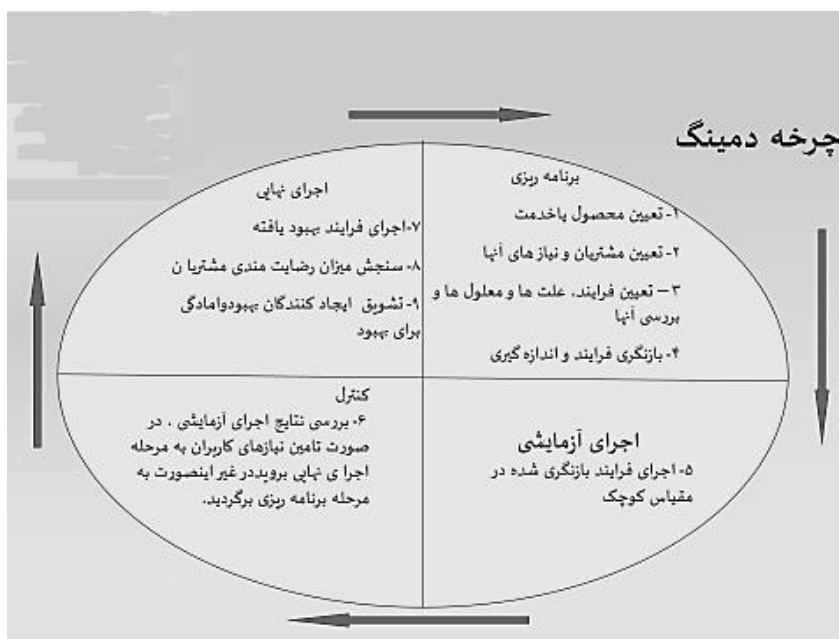 چرخه دمینگ
برنامه ریزی
۱- تعیین محصول یاخدمت
۲- تعیین مشتریان و نیاز های آنها
۳– تعیین فرایند، علت ها و معلول ها و
بررسی آنها
۴- بازنگری فرایند و اندازه گیری
اجرای آزمایشی
۵- اجرای فرایند بازنگری شده در
مقیاس کوچک
کنترل
۶- بررسی نتایج اجرای آزمایشی ، در
صورت تامین نیازهای کاربران به مرحله
اجرا ی نهایی برویددر غیر اینصورت به
مرحله برنامه ریزی برگردید.
اجرای نهایی
۷-اجرای فرایند بهبود یافته
۸- سنجش میزان رضایت مندی مشتریا ن
۹- تشویق ایجاد کنندگان بهبودوامادگی
برای بهبود